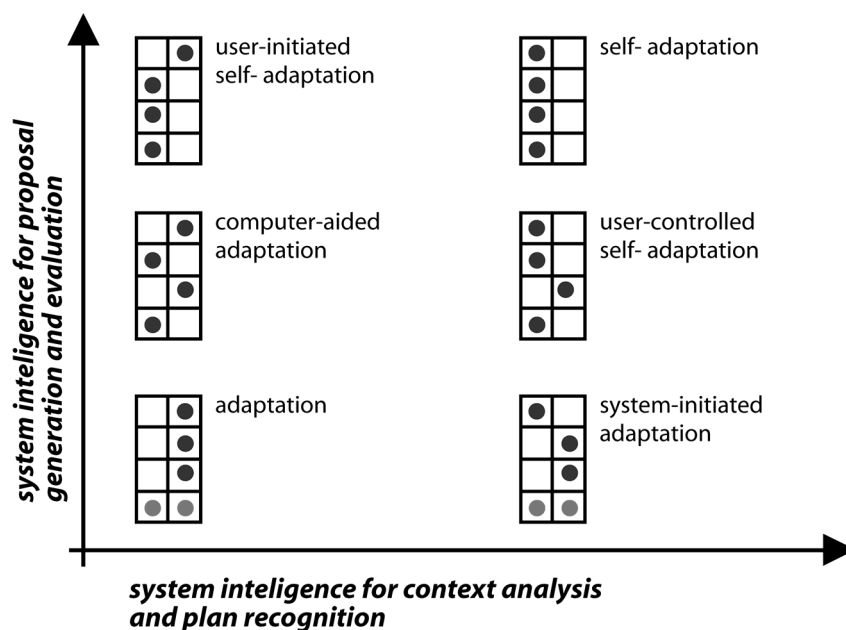 system inteligence for proposal
generation and evaluation
user-initiated
self- adaptation
self- adaptation
computer-aided
adaptation
user-controlled
self- adaptation
adaptation
system-initiated
adaptation
system inteligence for context analysis
and plan recognition